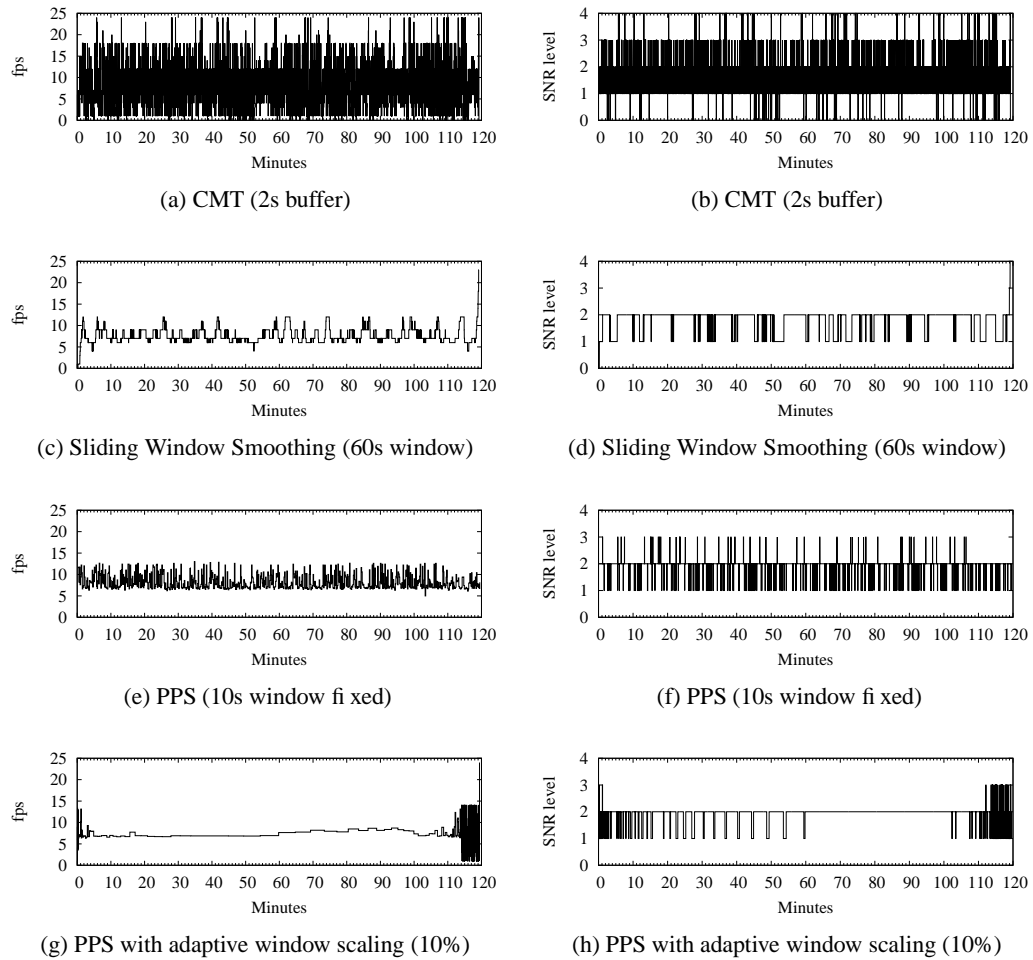 25
20
15
10
5
0
fps
0 10 20 30 40 50 60 70 80 90 100 110 120
Minutes
(a) CMT (2s buffer)
4
3
2
1
0
SNR level
0 10 20 30 40 50 60 70 80 90 100 110 120
Minutes
(b) CMT (2s buffer)
25
20
15
10
5
0
fps
0 10 20 30 40 50 60 70 80 90 100 110 120
Minutes
(c) Sliding Window Smoothing (60s window)
4
3
2
1
0
SNR level
0 10 20 30 40 50 60 70 80 90 100 110 120
Minutes
(d) Sliding Window Smoothing (60s window)
25
20
15
10
5
0
fps
0 10 20 30 40 50 60 70 80 90 100 110 120
Minutes
(e) PPS (10s window fi xed)
4
3
2
1
0
SNR level
0 10 20 30 40 50 60 70 80 90 100 110 120
Minutes
(f) PPS (10s window fi xed)
25
20
15
10
5
0
fps
0 10 20 30 40 50 60 70 80 90 100 110 120
Minutes
(g) PPS with adaptive window scaling (10%)
4
3
2
1
0
SNR level
0 10 20 30 40 50 60 70 80 90 100 110 120
Minutes
(h) PPS with adaptive window scaling (10%)